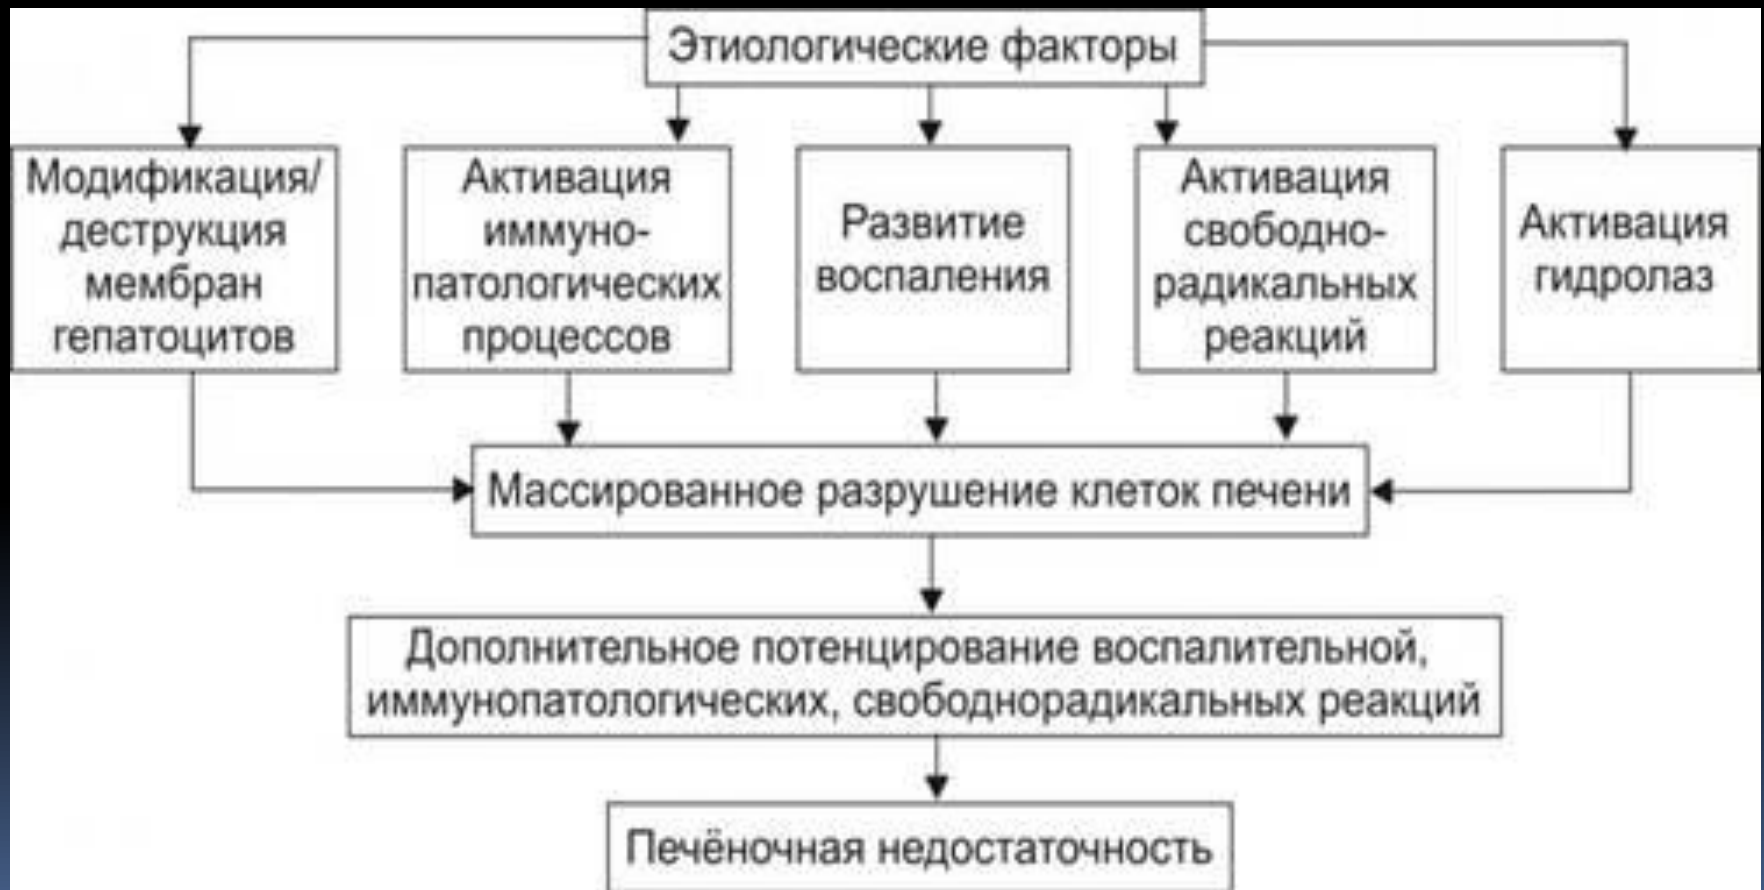 Этиологические факторы
Модификация/
деструкция
мембран
гепатоцитов
Активация
иммуно-
патологических
процессов
Развитие
воспаления
Активация
свободно-
радикальных
реакций
Активация
гидролаз
Массированное разрушение клеток печени
Дополнительное потенцирование воспалительной,
иммунопатологических, свободнорадикальных реакций
Печёночная недостаточность